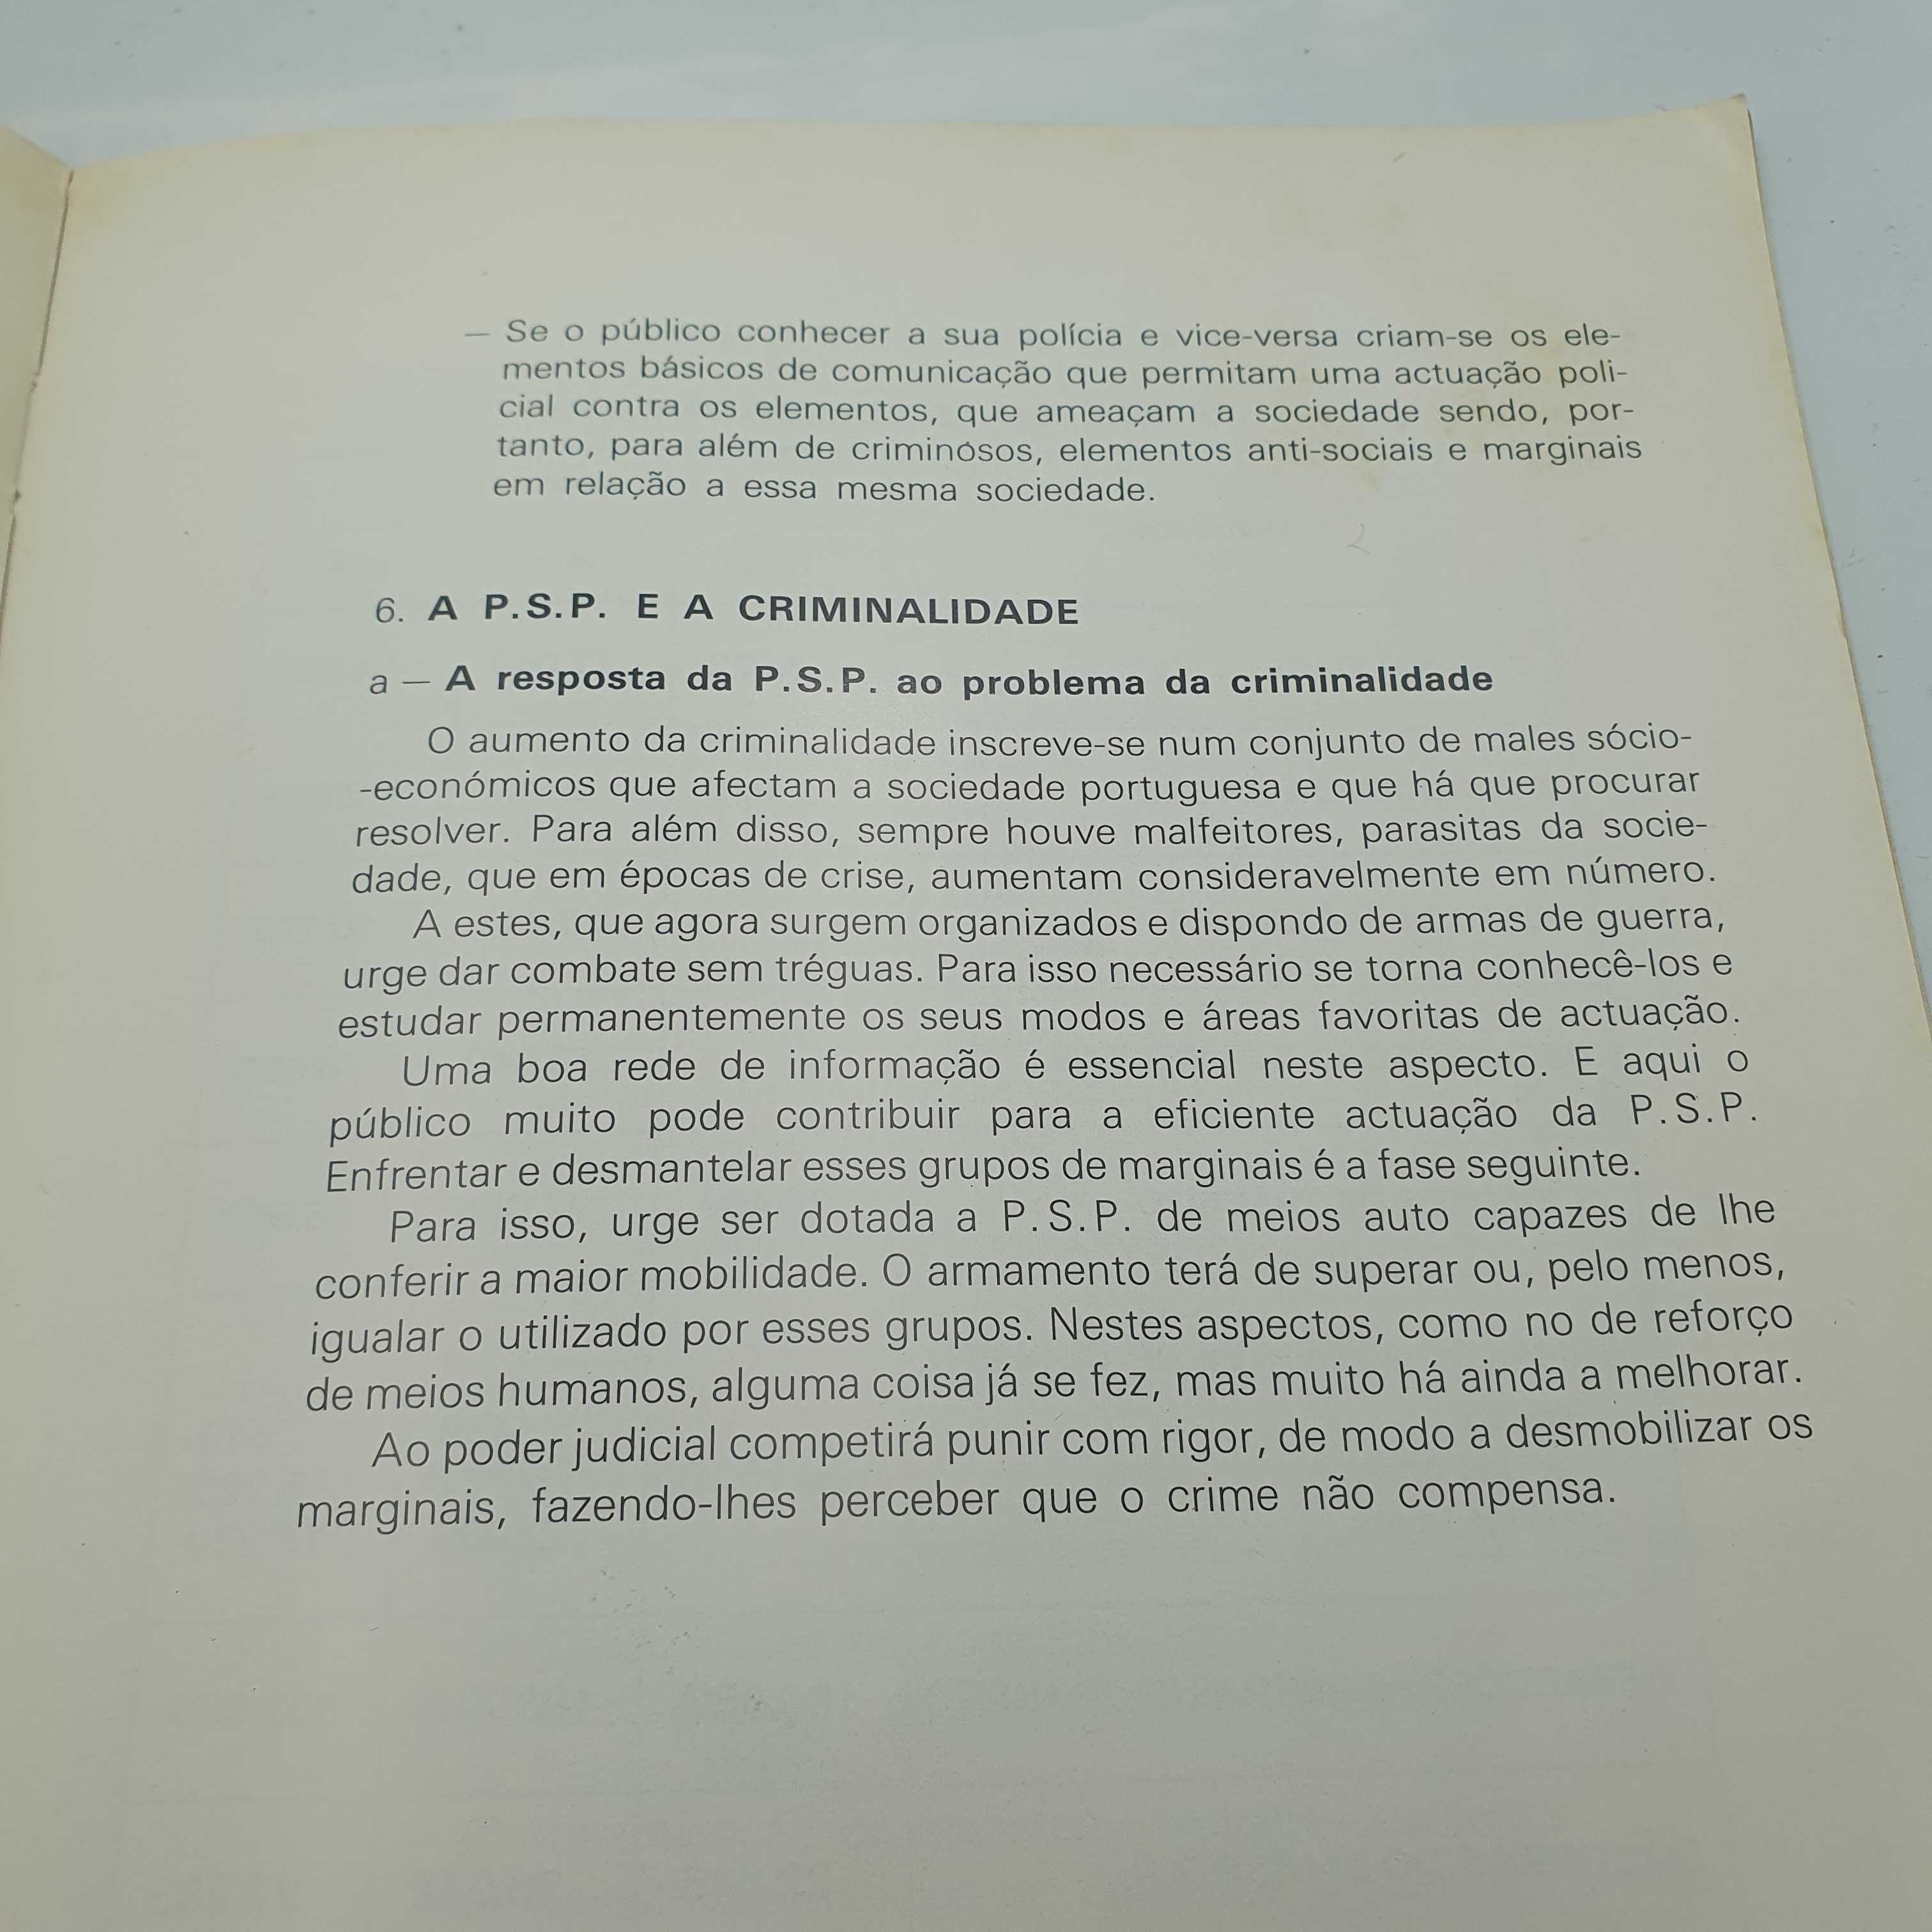 — Se o público conhecer a sua polícia e vice-versa criam-se os ele-
mentos básicos de comunicação que permitam uma actuação poli-
cial contra os elementos, que ameaçam a sociedade sendo, por-
tanto, para além de criminósos, elementos anti-sociais e marginais
em relação a essa mesma sociedade.
6. A P.S.P. E A CRIMINALIDADE
a — A resposta da P.S.P. ao problema da criminalidade
O aumento da criminalidade inscreve-se num conjunto de males sócio-
-económicos que afectam a sociedade portuguesa e que há que procurar
resolver. Para além disso, sempre houve malfeitores, parasitas da socie-
dade, que em épocas de crise, aumentam consideravelmente em número.
A estes, que agora surgem organizados e dispondo de armas de guerra,
urge dar combate sem tréguas. Para isso necessário se torna conhecê-los e
estudar permanentemente os seus modos e áreas favoritas de actuação.
Uma boa rede de informação é essencial neste aspecto. E aqui o
público muito pode contribuir para a eficiente actuação da P.S.P.
Enfrentar e desmantelar esses grupos de marginais é a fase seguinte.
Para isso, urge ser dotada a P.S.P. de meios auto capazes de lhe
conferir a maior mobilidade. O armamento terá de superar ou, pelo menos,
igualar o utilizado por esses grupos. Nestes aspectos, como no de reforço
de meios humanos, alguma coisa já se fez, mas muito há ainda a melhorar.
Ao poder judicial competirá punir com rigor, de modo a desmobilizar os
marginais, fazendo-lhes perceber que o crime não compensa.